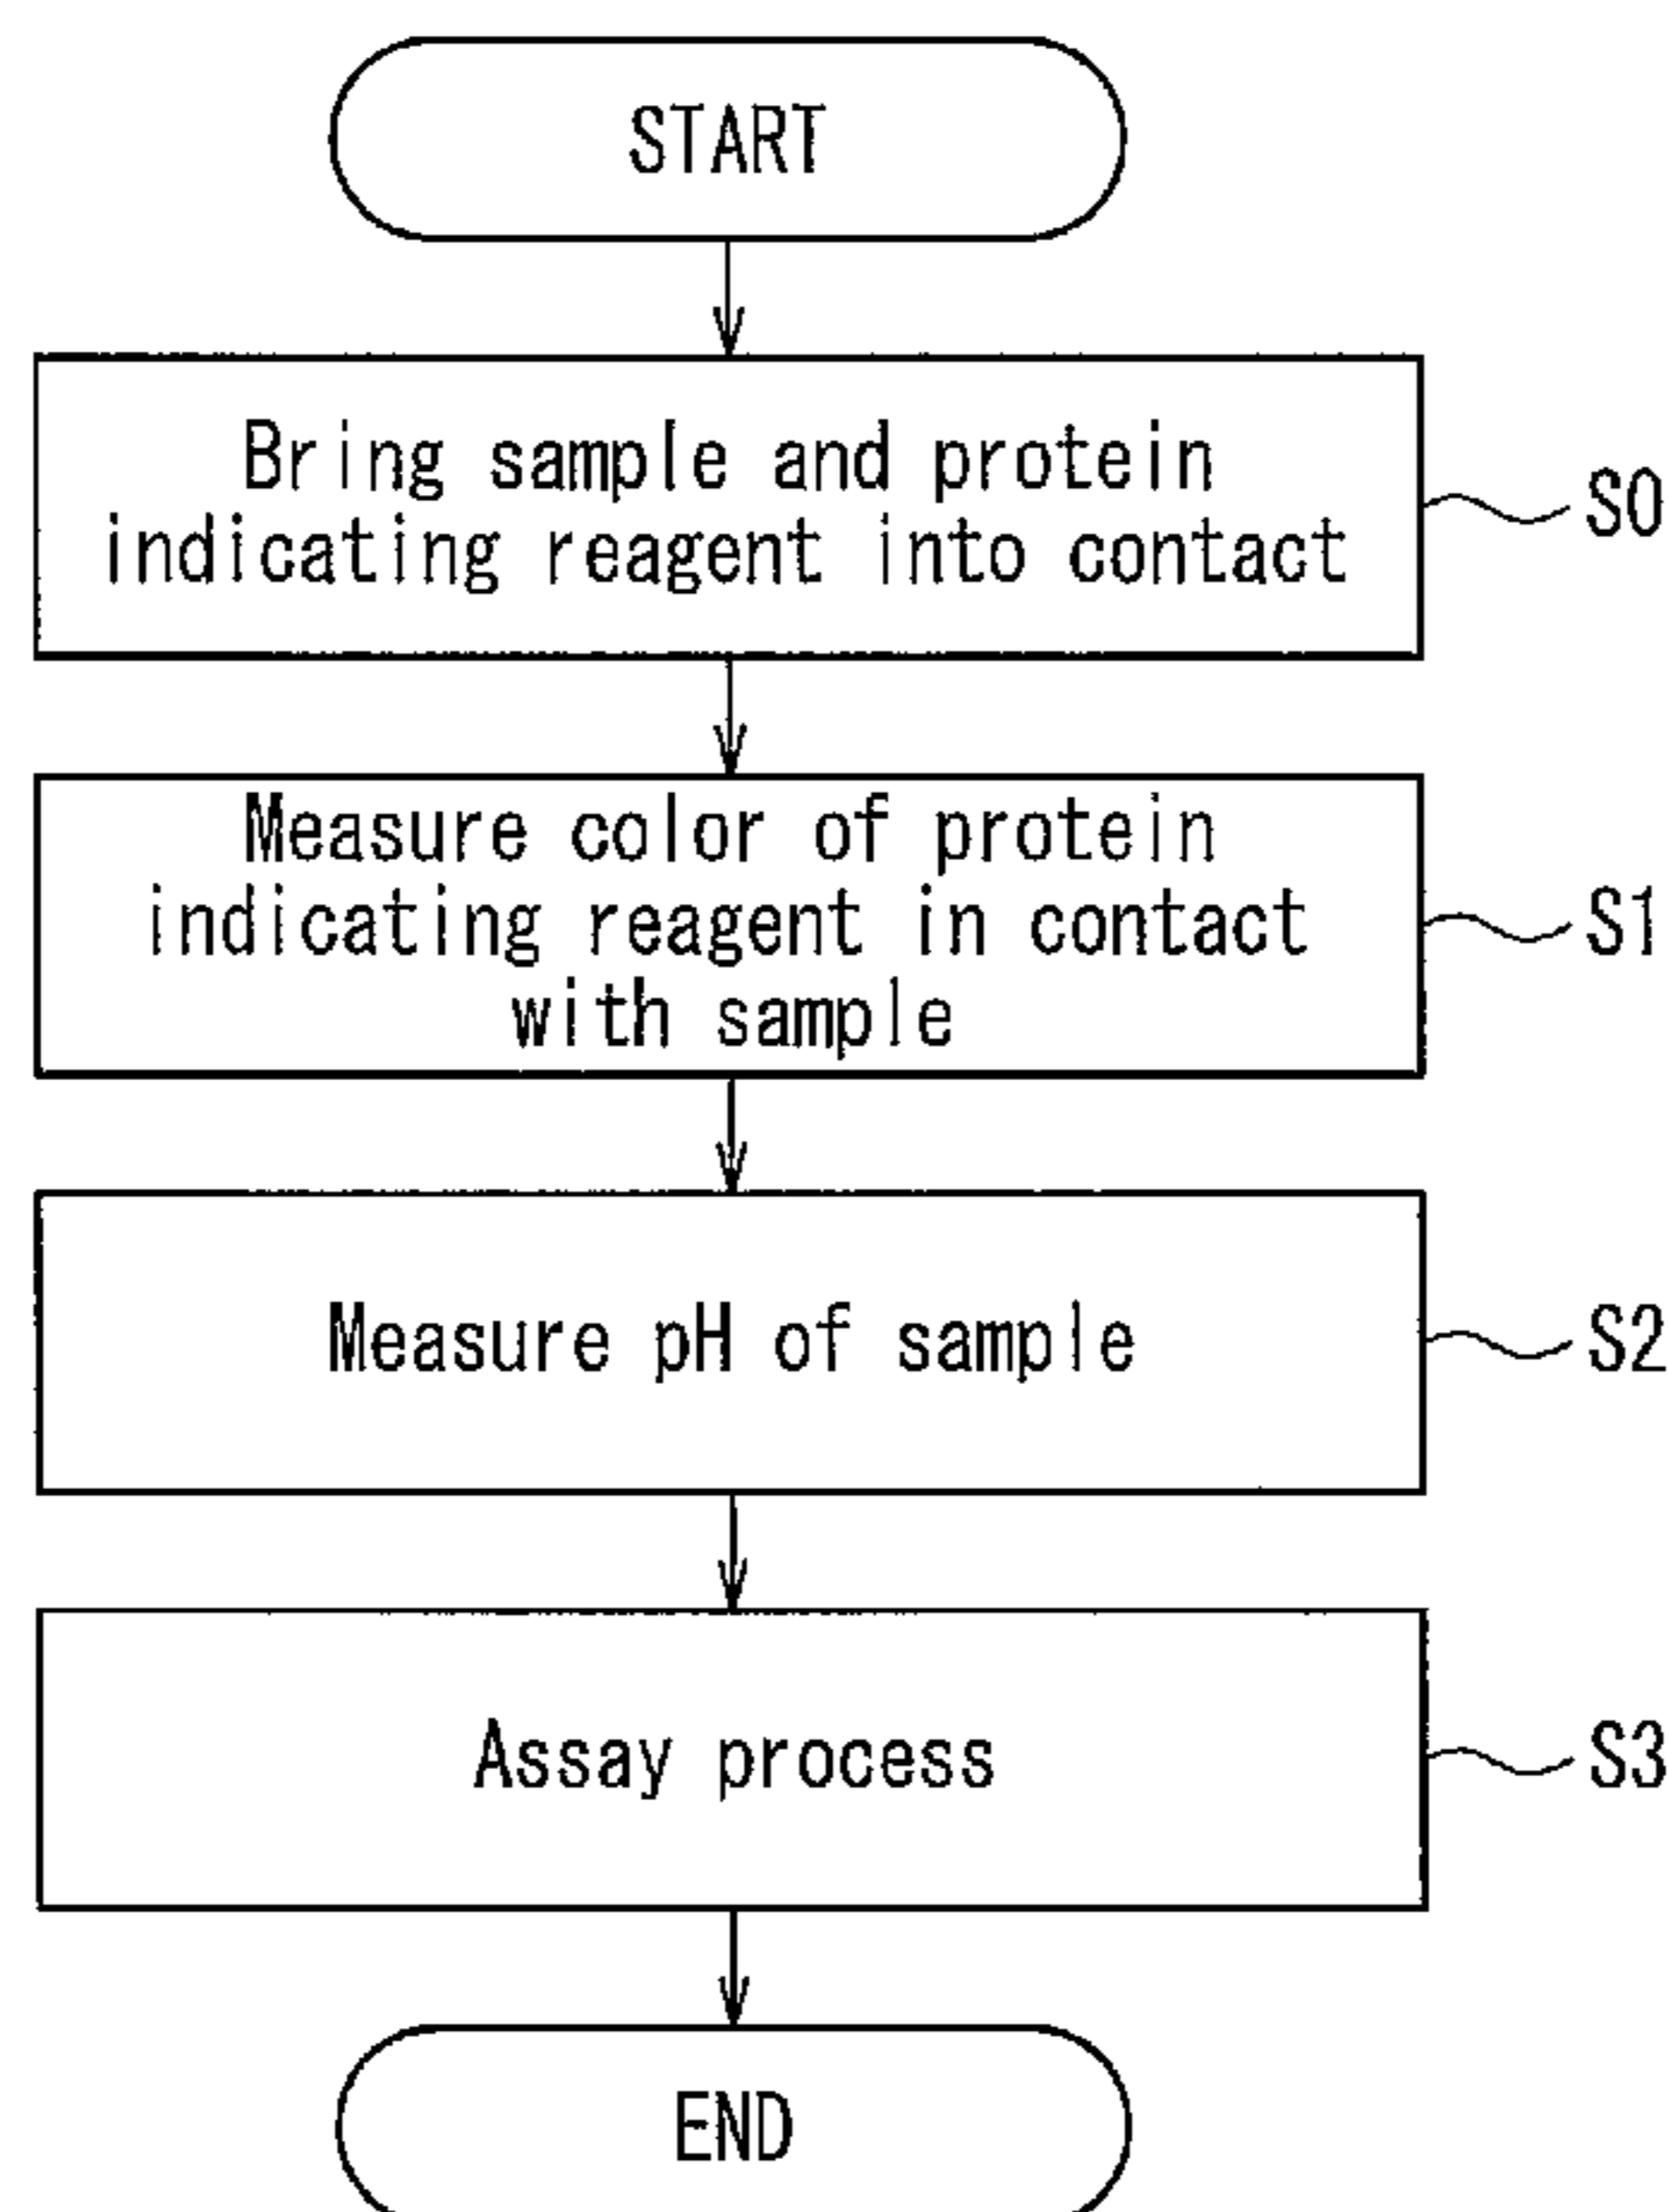 START
Bring sample and protein
indicating reagent into contact
S0
Measure color of protein
indicating reagent in contact
with sample
S1
Measure pH of sample
S2
Assay process
S3
END